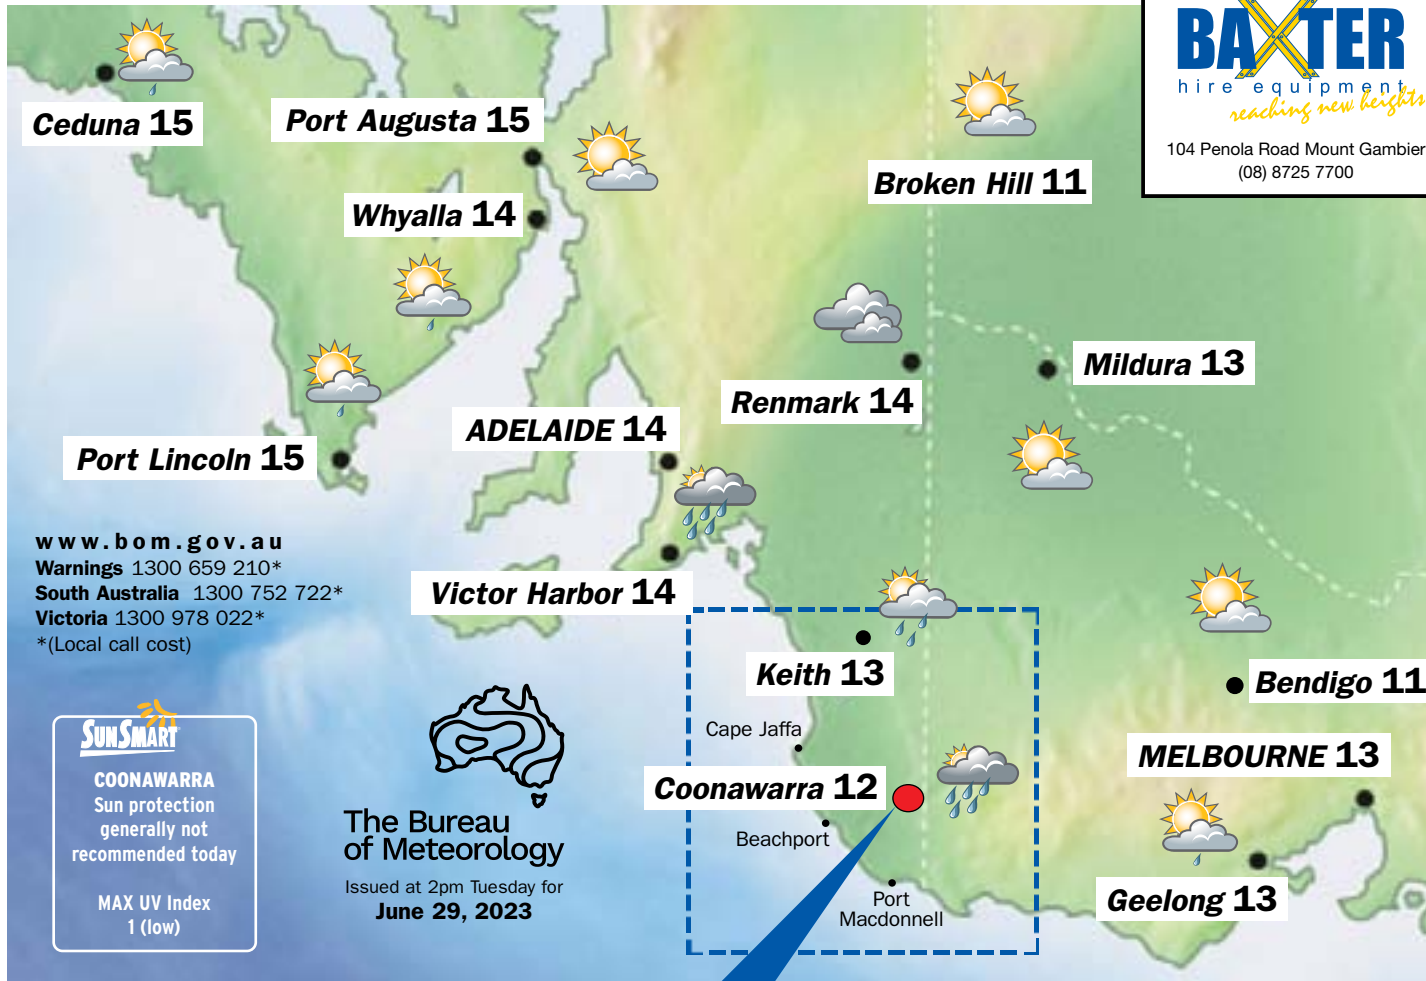 BAXTER
hire equipment
reaching new heights
104 Penola Road Mount Gambier
(08) 8725 7700
Ceduna 15
Port Augusta 15
Whyalla 14
Broken Hill 11
Renmark 14
Mildura 13
ADELAIDE 14
Port Lincoln 15
www.bom.gov.au
Warnings 1300 659 210*
South Australia 1300 752 722*
Victoria 1300 978 022*
*(Local call cost)
Victor Harbor 14
Keith 13
Bendigo 11
Cape Jaffa
MELBOURNE 13
Coonawarra 12
Beachport
Port
Macdonnell
Geelong 13
SUNSMART
COONAWARRA
Sun protection
generally not
recommended today
MAX UV Index
1 (low)
The Bureau
of Meteorology
Issued at 2pm Tuesday for
June 29, 2023